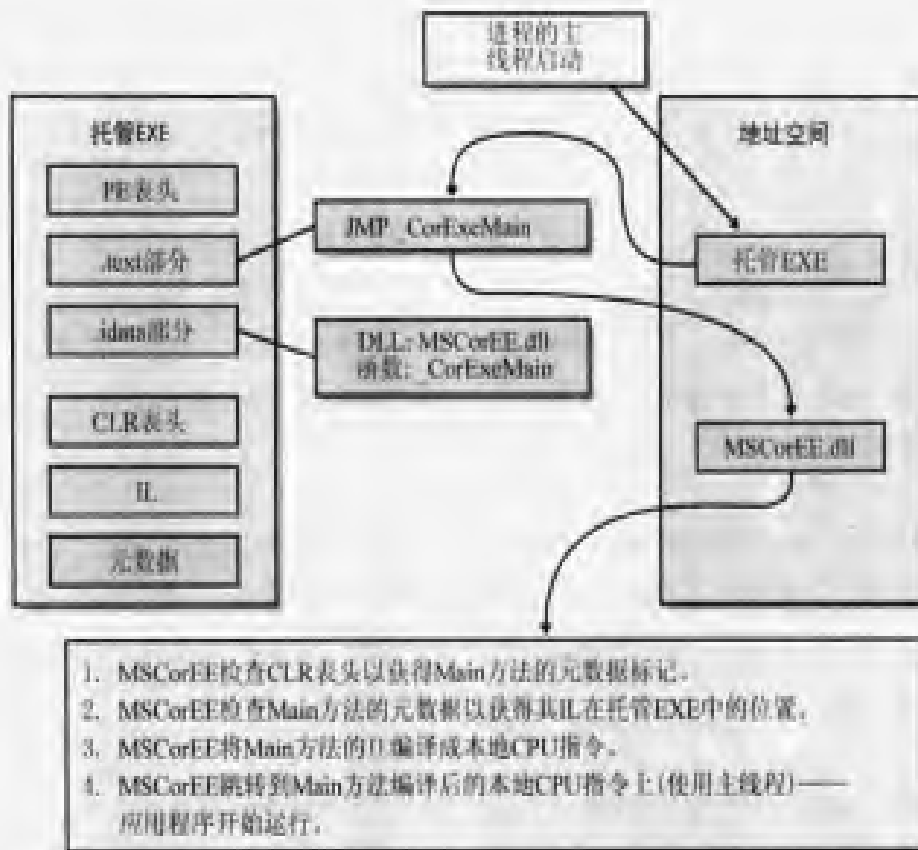 进程的主
线程启动
托管EXE
PE表头
.text部分
.idata部分
CLR表头
IL
元数据
JMP _CorExeMain
DLL: MSCorEE.dll
函数: _CorExeMain
地址空间
托管EXE
MSCorEE.dll
1. MSCorEE检查CLR表头以获得Main方法的元数据标记。
2. MSCorEE检查Main方法的元数据以获得其IL在托管EXE中的位置。
3. MSCorEE将Main方法的IL编译成本地CPU指令。
4. MSCorEE跳转到Main方法编译后的本地CPU指令上(使用主线程)——
应用程序开始运行。